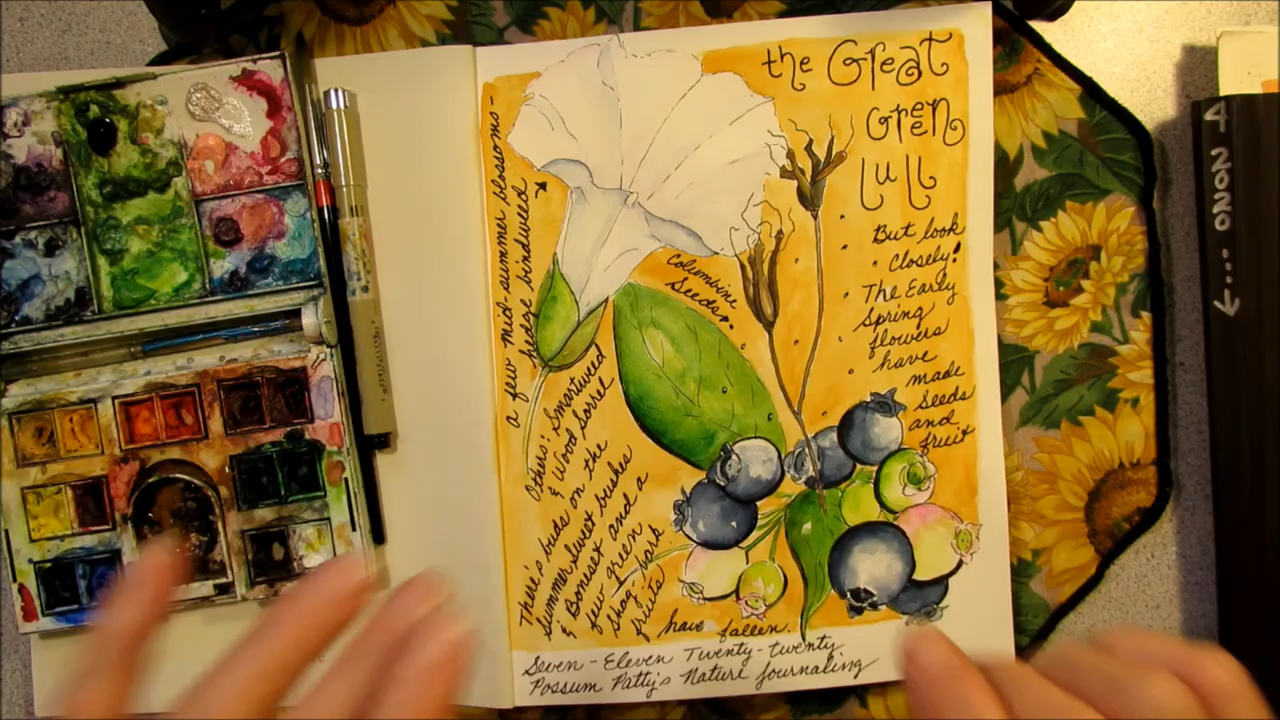 the Great
Green
lull
But look
closely!
The Early
Spring
flowers
have
made
Seeds
and
fruit
Columbine
Seeds
a few mid-summer blossoms-
hedge bindweed
Others: Smartweed
& Wood Sorrel
There's buds on the
Summer Sweet bushes
& Boneset and a
few green
Shag-bark
fruits
have fallen.
Seven-Eleven Twenty-twenty
Possum Patty's Nature Journaling
4
2020